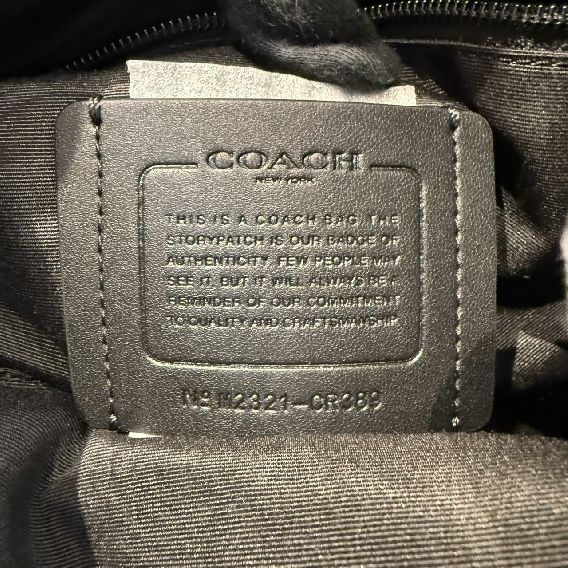 COACH
NEW YORK
THIS IS A COACH BAG. THE
STORYPATCH IS OUR BADGE OF
AUTHENTICITY. FEW PEOPLE MAY
SEE IT, BUT IT WILL ALWAYS BE A
REMINDER OF OUR COMMITMENT
TO QUALITY AND CRAFTSMANSHIP.